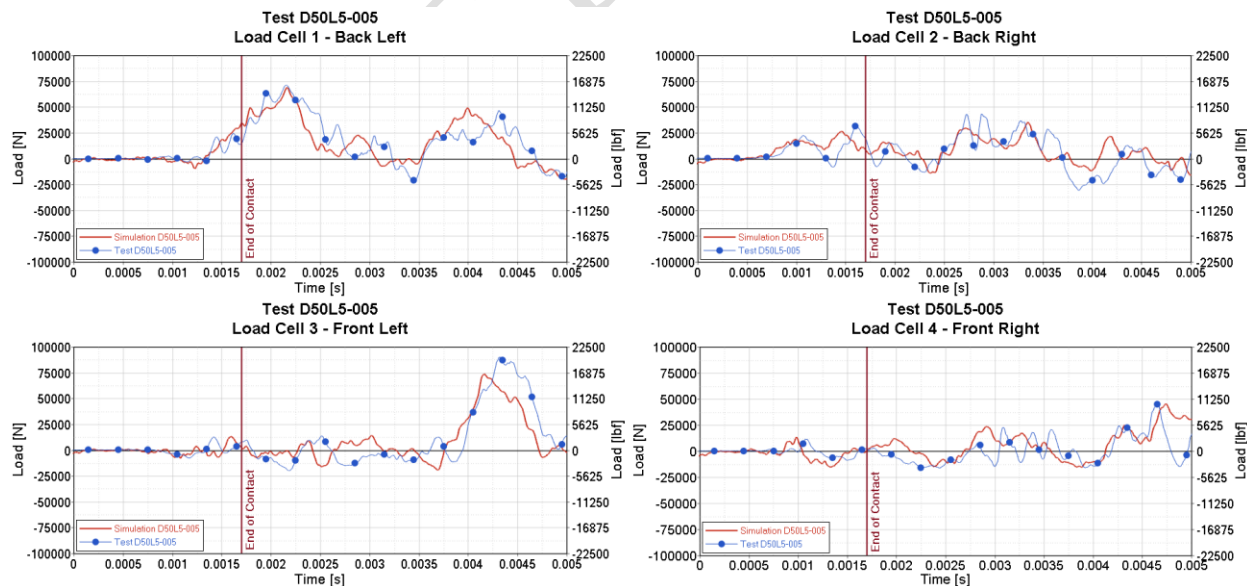 Test D50L5-005
Load Cell 1 - Back Left
100000
75000
50000
25000
0
-25000
-50000
-75000
-100000
Load [N]
22500
16875
11250
5625
0
-5625
-11250
-16875
-22500
Load [lbf]
End of Contact
Simulation D50L5-005
Test D50L5-005
0 0.0005 0.001 0.0015 0.002 0.0025 0.003 0.0035 0.004 0.0045 0.005
Time [s]
Test D50L5-005
Load Cell 2 - Back Right
100000
75000
50000
25000
0
-25000
-50000
-75000
-100000
Load [N]
22500
16875
11250
5625
0
-5625
-11250
-16875
-22500
Load [lbf]
End of Contact
Simulation D50L5-005
Test D50L5-005
0 0.0005 0.001 0.0015 0.002 0.0025 0.003 0.0035 0.004 0.0045 0.005
Time [s]
Test D50L5-005
Load Cell 3 - Front Left
100000
75000
50000
25000
0
-25000
-50000
-75000
-100000
Load [N]
22500
16875
11250
5625
0
-5625
-11250
-16875
-22500
Load [lbf]
End of Contact
Simulation D50L5-005
Test D50L5-005
0 0.0005 0.001 0.0015 0.002 0.0025 0.003 0.0035 0.004 0.0045 0.005
Time [s]
Test D50L5-005
Load Cell 4 - Front Right
100000
75000
50000
25000
0
-25000
-50000
-75000
-100000
Load [N]
22500
16875
11250
5625
0
-5625
-11250
-16875
-22500
Load [lbf]
End of Contact
Simulation D50L5-005
Test D50L5-005
0 0.0005 0.001 0.0015 0.002 0.0025 0.003 0.0035 0.004 0.0045 0.005
Time [s]